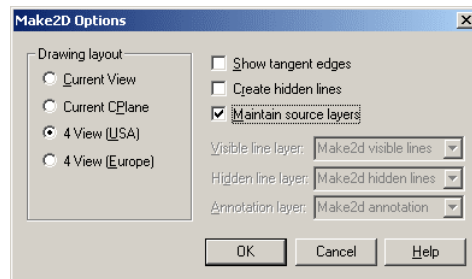 Make2D Options
Drawing layout
Current View
Current CPlane
4 View (USA)
4 View (Europe)
Show tangent edges
Create hidden lines
Maintain source layers
Visible line layer: Make2d visible lines
Hidden line layer: Make2d hidden lines
Annotation layer: Make2d annotation
OK Cancel Help